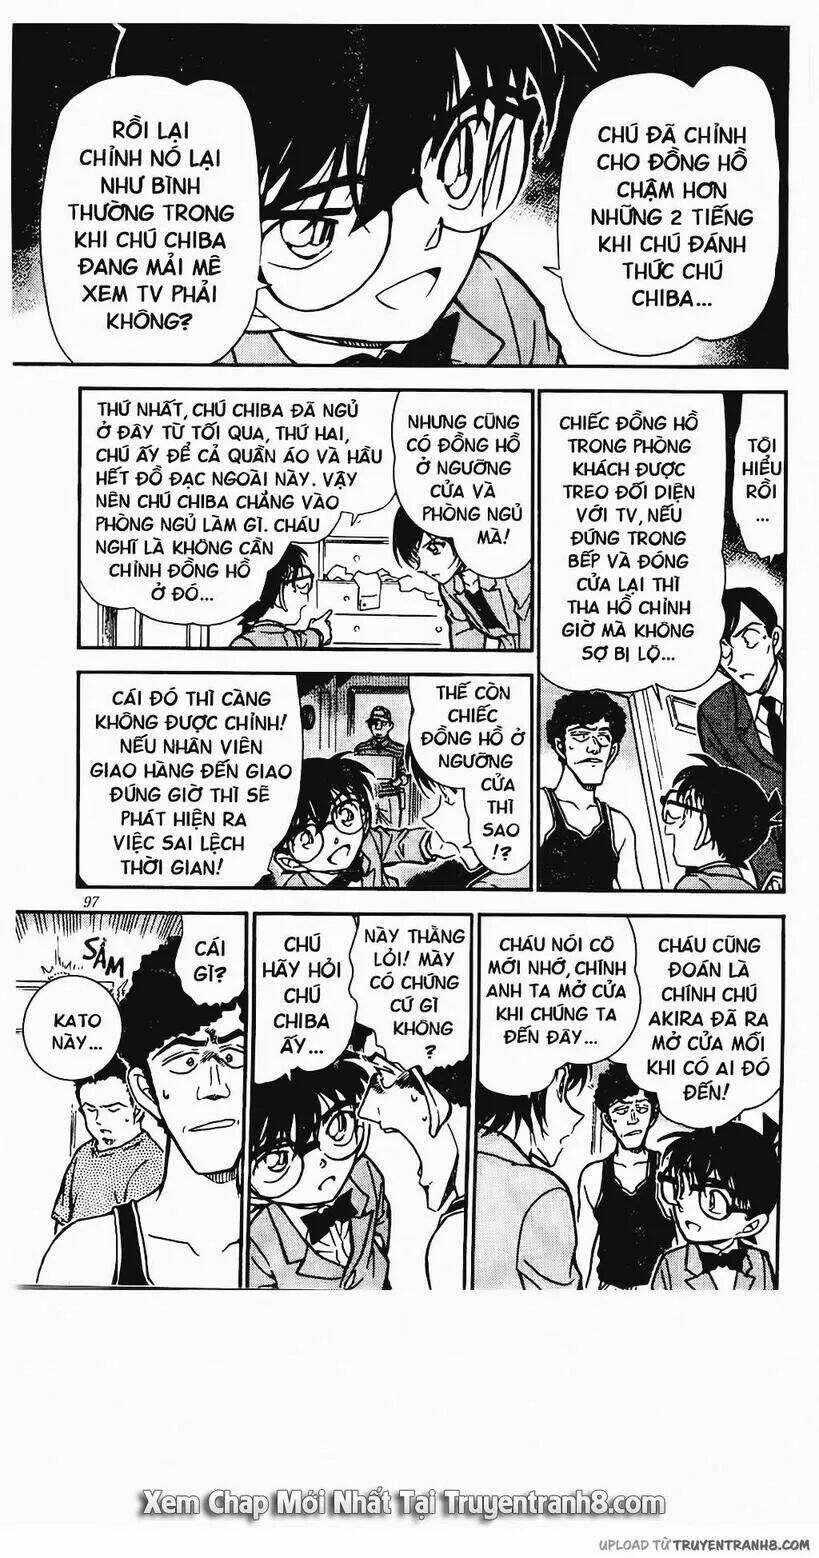 CHÚ ĐÃ CHỈNH
CHO ĐỒNG HỒ
CHẬM HƠN
NHỮNG 2 TIẾNG
KHI CHÚ ĐÁNH
THỨC CHÚ
CHIBA...
RỒI LẠI
CHỈNH NÓ LẠI
NHƯ BÌNH
THƯỜNG TRONG
KHI CHÚ CHIBA
ĐANG MẢI MÊ
XEM TV PHẢI
KHÔNG?
TÔI
HIỂU
RỒI
...
CHIẾC ĐỒNG HỒ
TRONG PHÒNG
KHÁCH ĐƯỢC
TREO ĐỐI DIỆN
VỚI TV, NẾU
ĐỨNG TRONG
BẾP VÀ ĐÓNG
CỬA LẠI THÌ
THA HỒ CHỈNH
GIỜ MÀ KHÔNG
SỢ BỊ LỘ...
NHƯNG CŨNG
CÓ ĐỒNG HỒ
Ở NGƯỠNG
CỬA VÀ
PHÒNG NGỦ
MÀ!
THỨ NHẤT, CHÚ CHIBA ĐÃ NGỦ
Ở ĐÂY TỪ TỐI QUA, THỨ HAI,
CHÚ ẤY ĐỂ CẢ QUẦN ÁO VÀ HẦU
HẾT ĐỒ ĐẠC NGOÀI NÀY. VẬY
NÊN CHÚ CHIBA CHẲNG VÀO
PHÒNG NGỦ LÀM GÌ. CHÁU
NGHĨ LÀ KHÔNG CẦN
CHỈNH ĐỒNG HỒ
Ở ĐÓ...
THẾ CÒN
CHIẾC
ĐỒNG HỒ Ở
NGƯỠNG
CỬA THÌ
SAO
!?
CÁI ĐÓ THÌ CÀNG
KHÔNG ĐƯỢC CHỈNH!
NẾU NHÂN VIÊN
GIAO HÀNG ĐẾN GIAO
ĐÚNG GIỜ THÌ SẼ
PHÁT HIỆN RA
VIỆC SAI LỆCH
THỜI GIAN!
97
CHÁU CŨNG
ĐOÁN LÀ
CHÍNH CHÚ
AKIRA ĐÃ RA
MỞ CỬA MỖI
KHI CÓ AI ĐÓ
ĐẾN!
CHÁU NÓI CÔ
MỚI NHỚ, CHÍNH
ANH TA MỞ CỬA
KHI CHÚNG TA
ĐẾN ĐÂY...
NÀY THẰNG
LỎI! MÀY
CÓ CHỨNG
CỨ GÌ
KHÔNG
?
CHÚ
HÃY HỎI
CHÚ
CHIBA
ẤY...
CÁI
GÌ?
SẦM
KATO
NÀY...
Xem Chap Mới Nhất Tại Truyentranh8.com
UPLOAD TỪ TRUYENTRANH8.COM